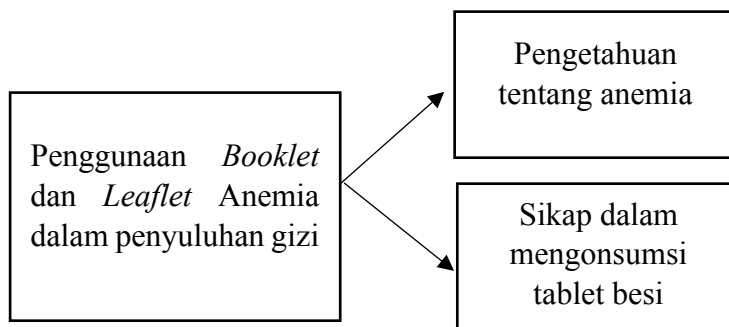 Penggunaan Booklet
dan Leaflet Anemia
dalam penyuluhan gizi
Pengetahuan
tentang anemia
Sikap dalam
mengonsumsi
tablet besi